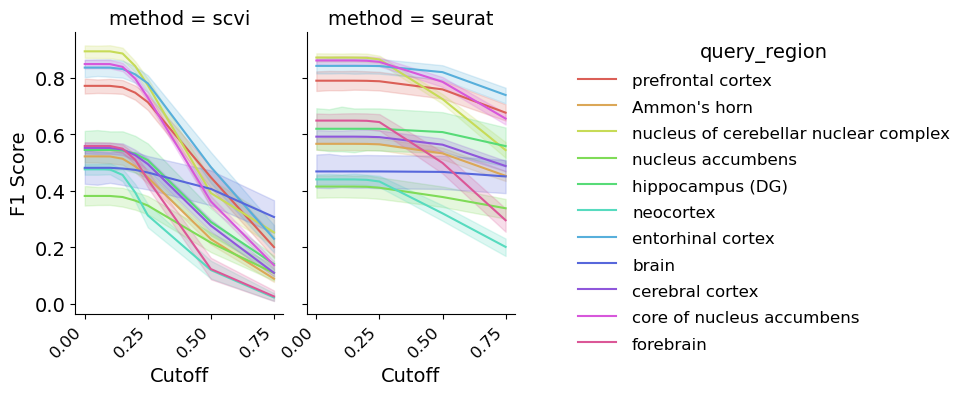 method = scvi
method = seurat
F1 Score
0.8
0.6
0.4
0.2
0.0
0.00
0.25
0.50
0.75
0.00
0.25
0.50
0.75
Cutoff
Cutoff
query_region
prefrontal cortex
Ammon's horn
nucleus of cerebellar nuclear complex
nucleus accumbens
hippocampus (DG)
neocortex
entorhinal cortex
brain
cerebral cortex
core of nucleus accumbens
forebrain